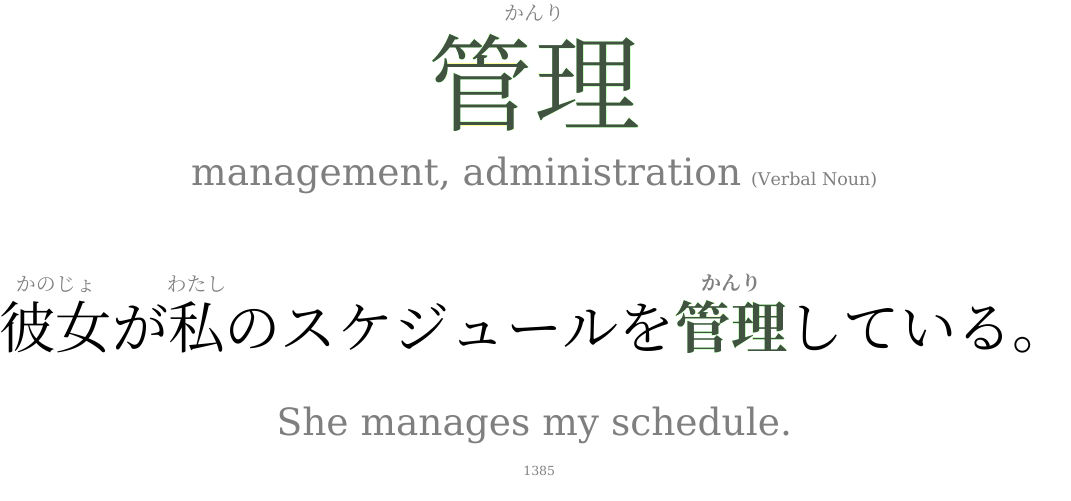 かんり
管理
management, administration (Verbal Noun)
かのじょ わたし かんり
彼女が私のスケジュールを管理している。
She manages my schedule.
1385